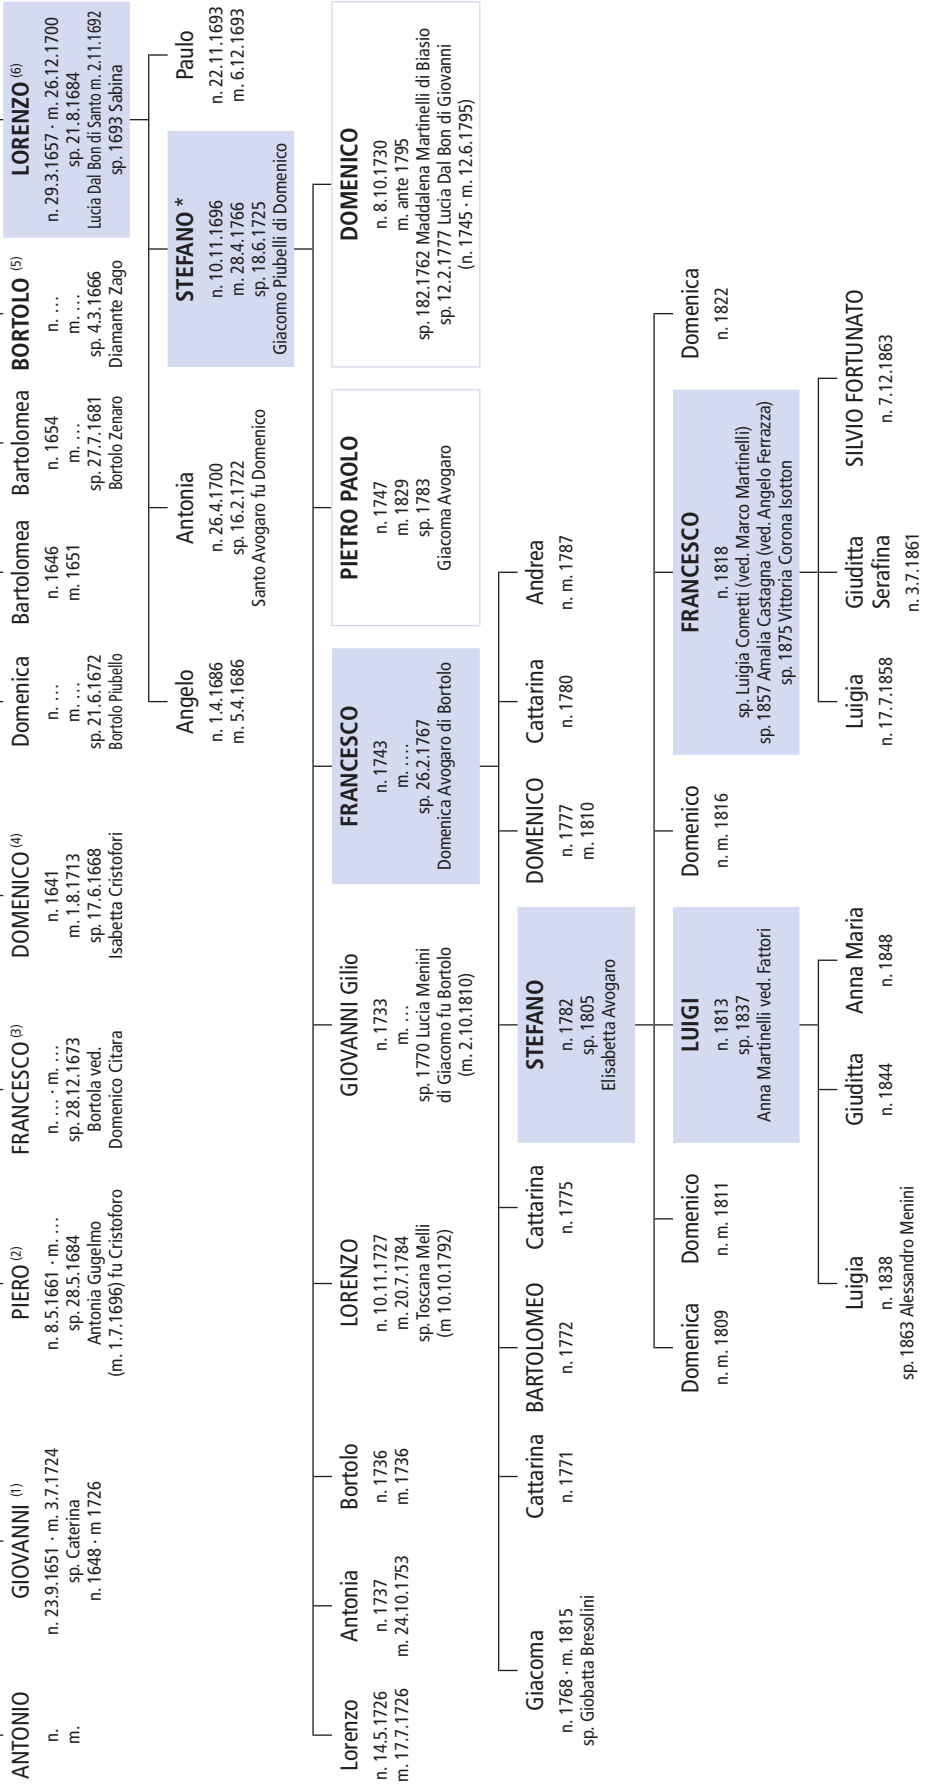 ANTONIO
n.
m.
GIOVANNI (1)
n. 23.9.1651 · m. 3.7.1724
sp. Caterina
n. 1648 · m 1726
PIERO (2)
n. 8.5.1661 · m. ....
sp. 28.5.1684
Antonia Gugelmo
(m. 1.7.1696) fu Cristoforo
FRANCESCO (3)
n. .... · m. ....
sp. 28.12.1673
Bortola ved.
Domenico Citara
DOMENICO (4)
n. 1641
m. 1.8.1713
sp. 17.6.1668
Isabetta Cristofori
Domenica
n. ....
m. ....
sp. 21.6.1672
Bortolo Piubello
Bartolomea
n. 1646
m. 1651
Bartolomea
n. 1654
m. ...
sp. 27.7.1681
Bortolo Zenaro
BORTOLO (5)
n. ....
m. ....
sp. 4.3.1666
Diamante Zago
LORENZO (6)
n. 29.3.1657 · m. 26.12.1700
sp. 21.8.1684
Lucia Dal Bon di Santo m. 2.11.1692
sp. 1693 Sabina
Angelo
n. 1.4.1686
m. 5.4.1686
Antonia
n. 26.4.1700
sp. 16.2.1722
Santo Avogaro fu Domenico
STEFANO *
n. 10.11.1696
m. 28.4.1766
sp. 18.6.1725
Giacomo Piubelli di Domenico
Paulo
n. 22.11.1693
m. 6.12.1693
Lorenzo
n. 14.5.1726
m. 17.7.1726
Antonia
n. 1737
m. 24.10.1753
Bortolo
n. 1736
m. 1736
LORENZO
n. 10.11.1727
m. 20.7.1784
sp. Toscana Melli
(m 10.10.1792)
GIOVANNI Gilio
n. 1733
m. ....
sp. 1770 Lucia Menini
di Giacomo fu Bortolo
(m. 2.10.1810)
FRANCESCO
n. 1743
m. ....
sp. 26.2.1767
Domenica Avogaro di Bortolo
PIETRO PAOLO
n. 1747
m. 1829
sp. 1783
Giacoma Avogaro
DOMENICO
n. 8.10.1730
m. ante 1795
sp. 182.1762 Maddalena Martinelli di Biasio
sp. 12.2.1777 Lucia Dal Bon di Giovanni
(n. 1745 · m. 12.6.1795)
Giacoma
n. 1768 · m. 1815
sp. Giobatta Bresolini
Cattarina
n. 1771
BARTOLOMEO
n. 1772
Cattarina
n. 1775
STEFANO
n. 1782
sp. 1805
Elisabetta Avogaro
DOMENICO
n. 1777
m. 1810
Cattarina
n. 1780
Andrea
n. m. 1787
Domenica
n. m. 1809
Domenico
n. m. 1811
LUIGI
n. 1813
sp. 1837
Anna Martinelli ved. Fattori
Domenico
n. m. 1816
FRANCESCO
n. 1818
sp. Luigia Cometti (ved. Marco Martinelli)
sp. 1857 Amalia Castagna (ved. Angelo Ferrazza)
sp. 1875 Vittoria Corona Isotton
Domenica
n. 1822
Luigia
n. 1838
sp. 1863 Alessandro Menini
Giuditta
n. 1844
Anna Maria
n. 1848
Luigia
n. 17.7.1858
Giuditta
Serafina
n. 3.7.1861
SILVIO FORTUNATO
n. 7.12.1863